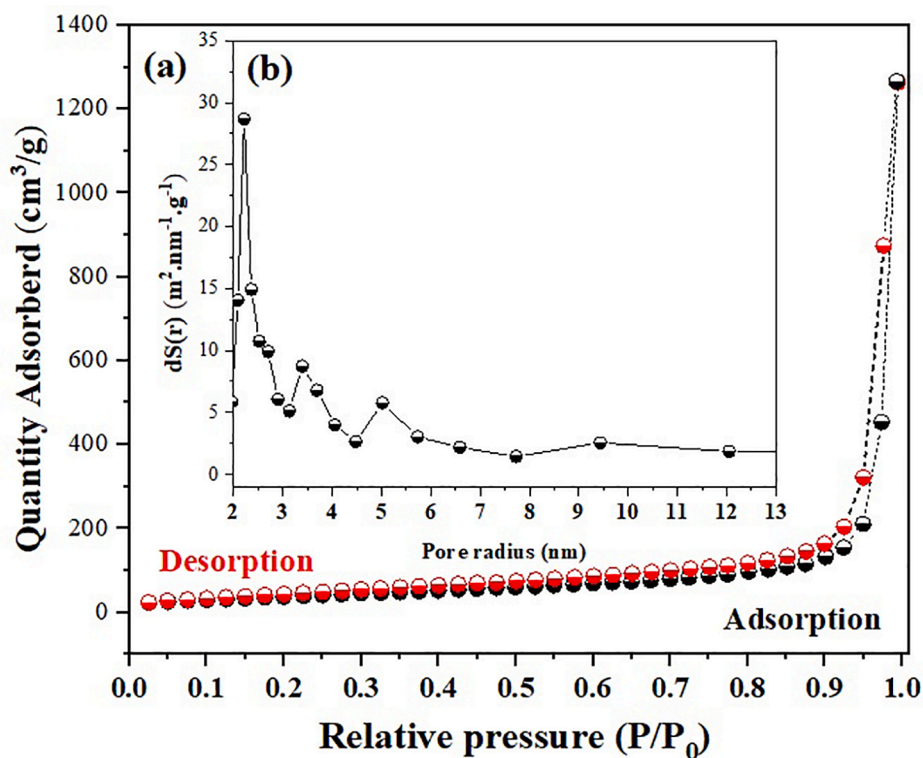 1400
1200
1000
800
600
400
200
0
Quantity Adsorberd (cm³/g)
(a)
(b)
35
30
25
20
15
10
5
0
dS(r) (m².nm⁻¹.g⁻¹)
2 3 4 5 6 7 8 9 10 11 12 13
Pore radius (nm)
Desorption
Adsorption
0.0 0.1 0.2 0.3 0.4 0.5 0.6 0.7 0.8 0.9 1.0
Relative pressure (P/P₀)